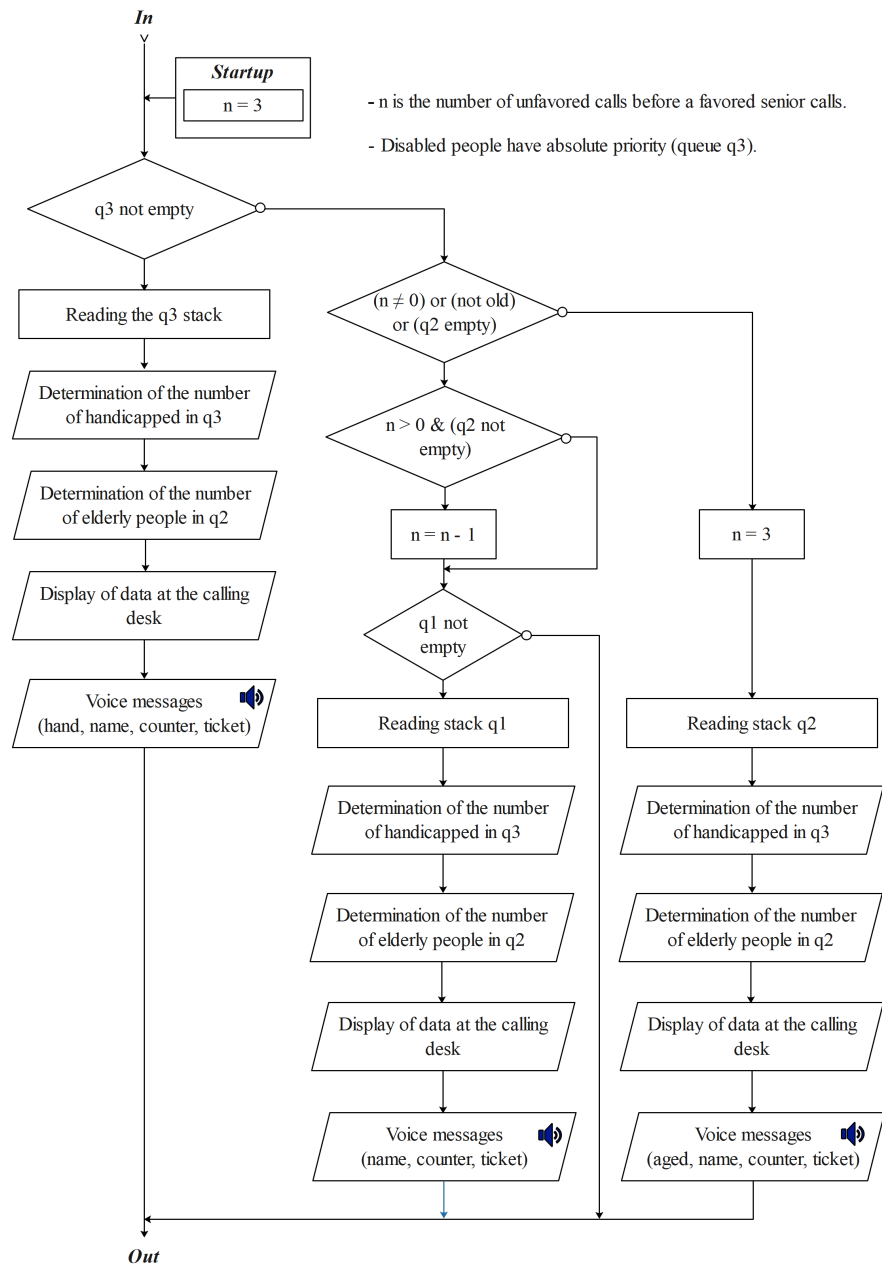 In
Startup
n = 3
- n is the number of unfavored calls before a favored senior calls.
- Disabled people have absolute priority (queue q3).
q3 not empty
Reading the q3 stack
Determination of the number
of handicapped in q3
Determination of the number
of elderly people in q2
Display of data at the calling
desk
Voice messages
(hand, name, counter, ticket)
(n ≠ 0) or (not old)
or (q2 empty)
n > 0 & (q2 not
empty)
n = n - 1
q1 not
empty
Reading stack q1
Determination of the number
of handicapped in q3
Determination of the number
of elderly people in q2
Display of data at the calling
desk
Voice messages
(name, counter, ticket)
n = 3
Reading stack q2
Determination of the number
of handicapped in q3
Determination of the number
of elderly people in q2
Display of data at the calling
desk
Voice messages
(aged, name, counter, ticket)
Out